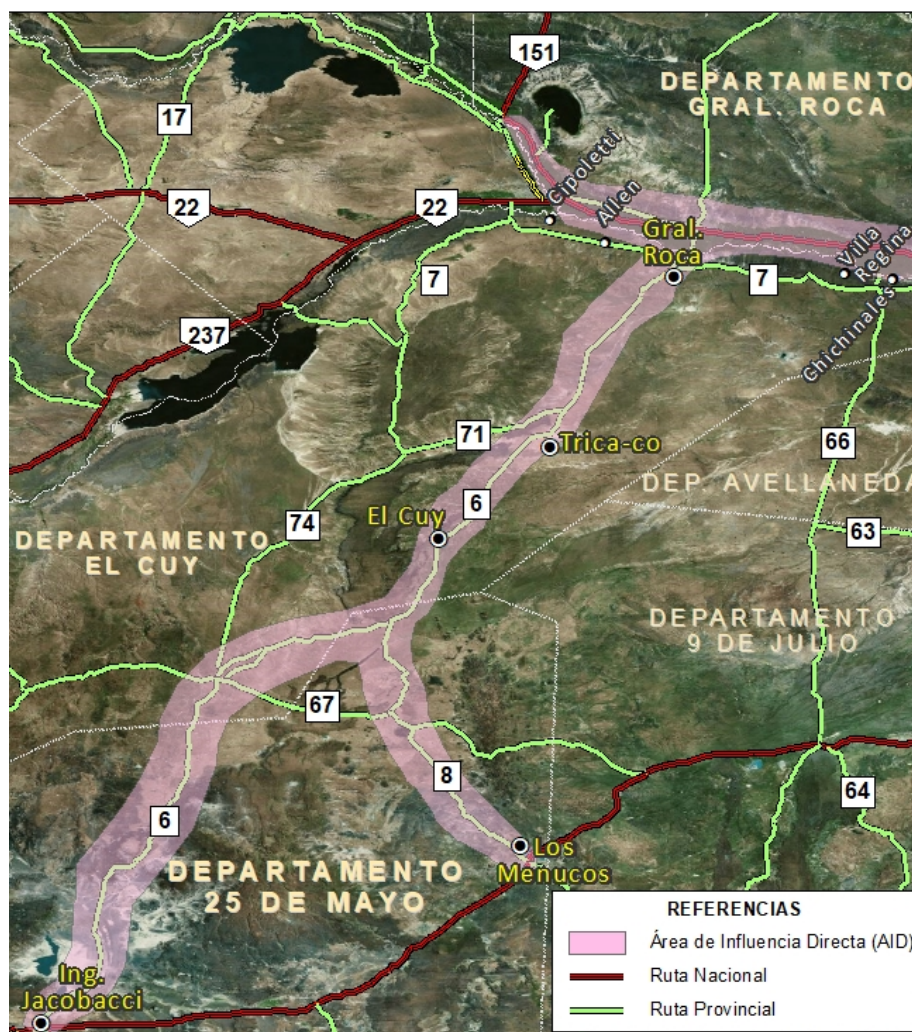 151
DEPARTAMENTO
GRAL. ROCA
17
Cipoletti
22
22
Allen
Gral.
Roca
Villa
Regina
7
7
Chichinales
237
71
Trica-co
66
DEP. AVELLANEDA
6
El Cuy
74
63
DEPARTAMENTO
EL CUY
DEPARTAMENTO
9 DE JULIO
67
8
64
6
Los
Menucos
DEPARTAMENTO
25 DE MAYO
REFERENCIAS
Área de Influencia Directa (AID)
Ruta Nacional
Ruta Provincial
Ing.
Jacobacci